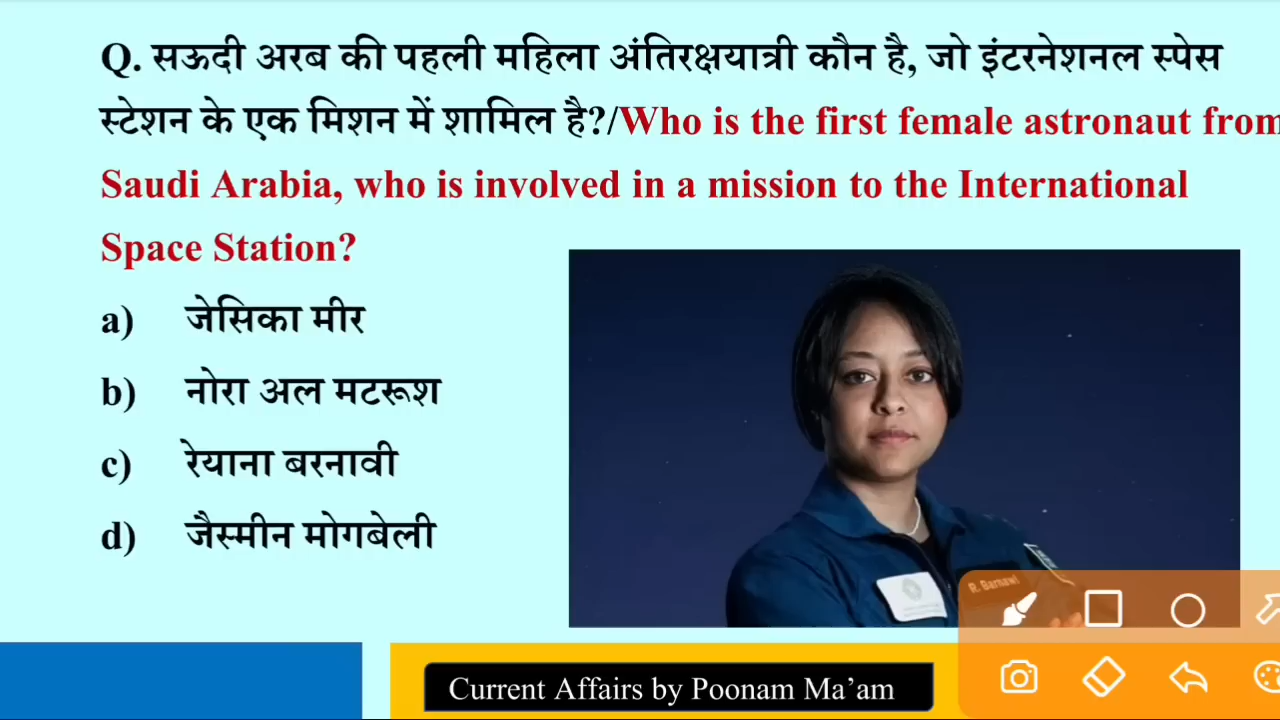 Q. सऊदी अरब की पहली महिला अंतिरक्षयात्री कौन है, जो इंटरनेशनल स्पेस
स्टेशन के एक मिशन में शामिल है?/Who is the first female astronaut from
Saudi Arabia, who is involved in a mission to the International
Space Station?
a) जेसिका मीर
b) नोरा अल मटरूश
c) रेयाना बरनावी
d) जैस्मीन मोगबेली
R. Barnawi
Current Affairs by Poonam Ma’am